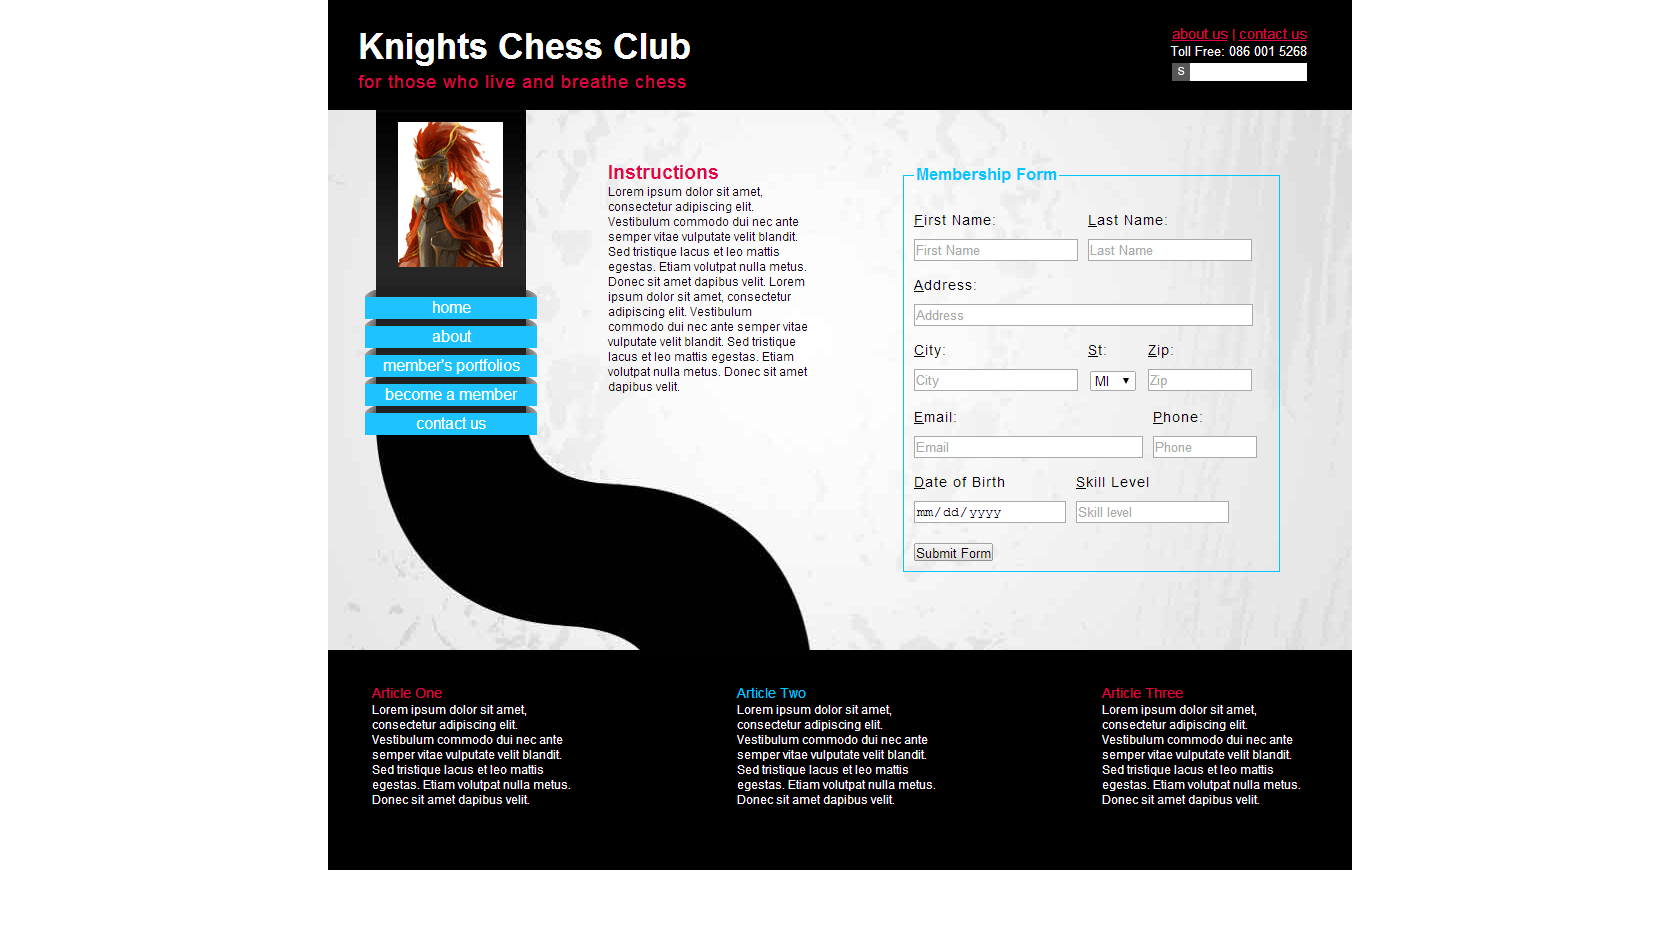 Knights Chess Club
for those who live and breathe chess
about us | contact us
Toll Free: 086 001 5268
S
home
about
member's portfolios
become a member
contact us
Instructions
Lorem ipsum dolor sit amet,
consectetur adipiscing elit.
Vestibulum commodo dui nec ante
semper vitae vulputate velit blandit.
Sed tristique lacus et leo mattis
egestas. Etiam volutpat nulla metus.
Donec sit amet dapibus velit. Lorem
ipsum dolor sit amet, consectetur
adipiscing elit. Vestibulum
commodo dui nec ante semper vitae
vulputate velit blandit. Sed tristique
lacus et leo mattis egestas. Etiam
volutpat nulla metus. Donec sit amet
dapibus velit.
Membership Form
First Name: Last Name:
First Name Last Name
Address:
Address
City: St: Zip:
City MI Zip
Email: Phone:
Email Phone
Date of Birth Skill Level
mm/dd/yyyy Skill level
Submit Form
Article One
Lorem ipsum dolor sit amet,
consectetur adipiscing elit.
Vestibulum commodo dui nec ante
semper vitae vulputate velit blandit.
Sed tristique lacus et leo mattis
egestas. Etiam volutpat nulla metus.
Donec sit amet dapibus velit.
Article Two
Lorem ipsum dolor sit amet,
consectetur adipiscing elit.
Vestibulum commodo dui nec ante
semper vitae vulputate velit blandit.
Sed tristique lacus et leo mattis
egestas. Etiam volutpat nulla metus.
Donec sit amet dapibus velit.
Article Three
Lorem ipsum dolor sit amet,
consectetur adipiscing elit.
Vestibulum commodo dui nec ante
semper vitae vulputate velit blandit.
Sed tristique lacus et leo mattis
egestas. Etiam volutpat nulla metus.
Donec sit amet dapibus velit.